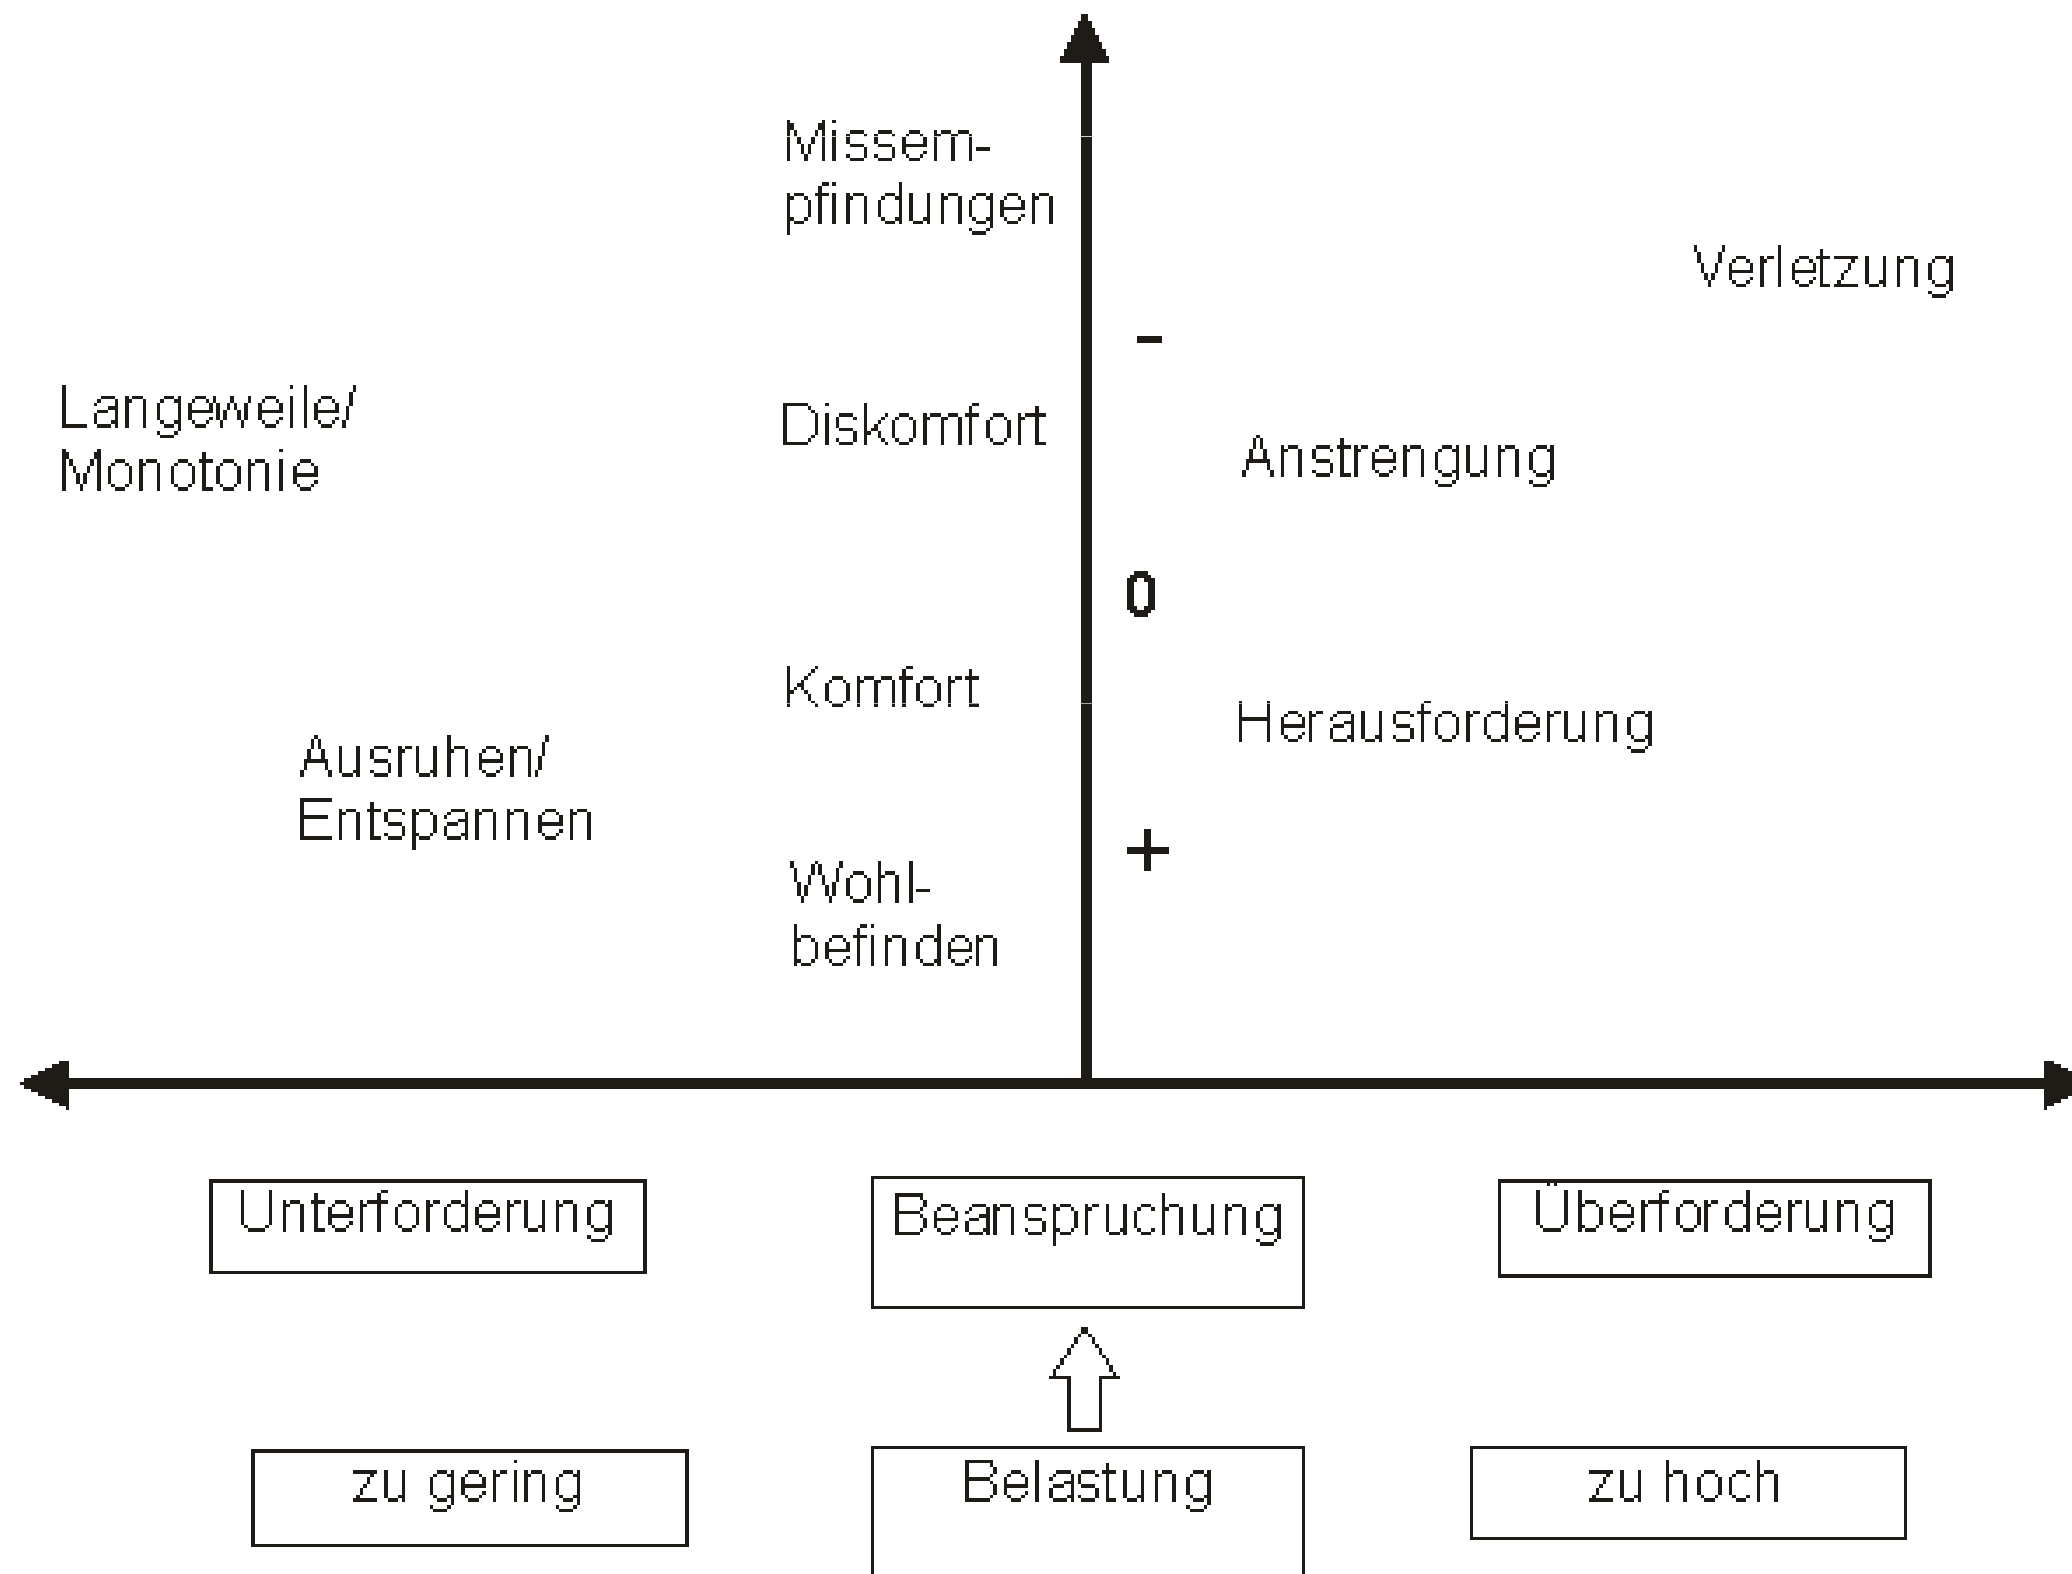 Missem-
pfindungen
Verletzung
-
Langeweile/
Monotonie
Diskomfort
Anstrengung
0
Komfort
Herausforderung
Ausruhen/
Entspannen
+
Wohl-
befinden
Unterforderung
Beanspruchung
Überforderung
zu gering
Belastung
zu hoch